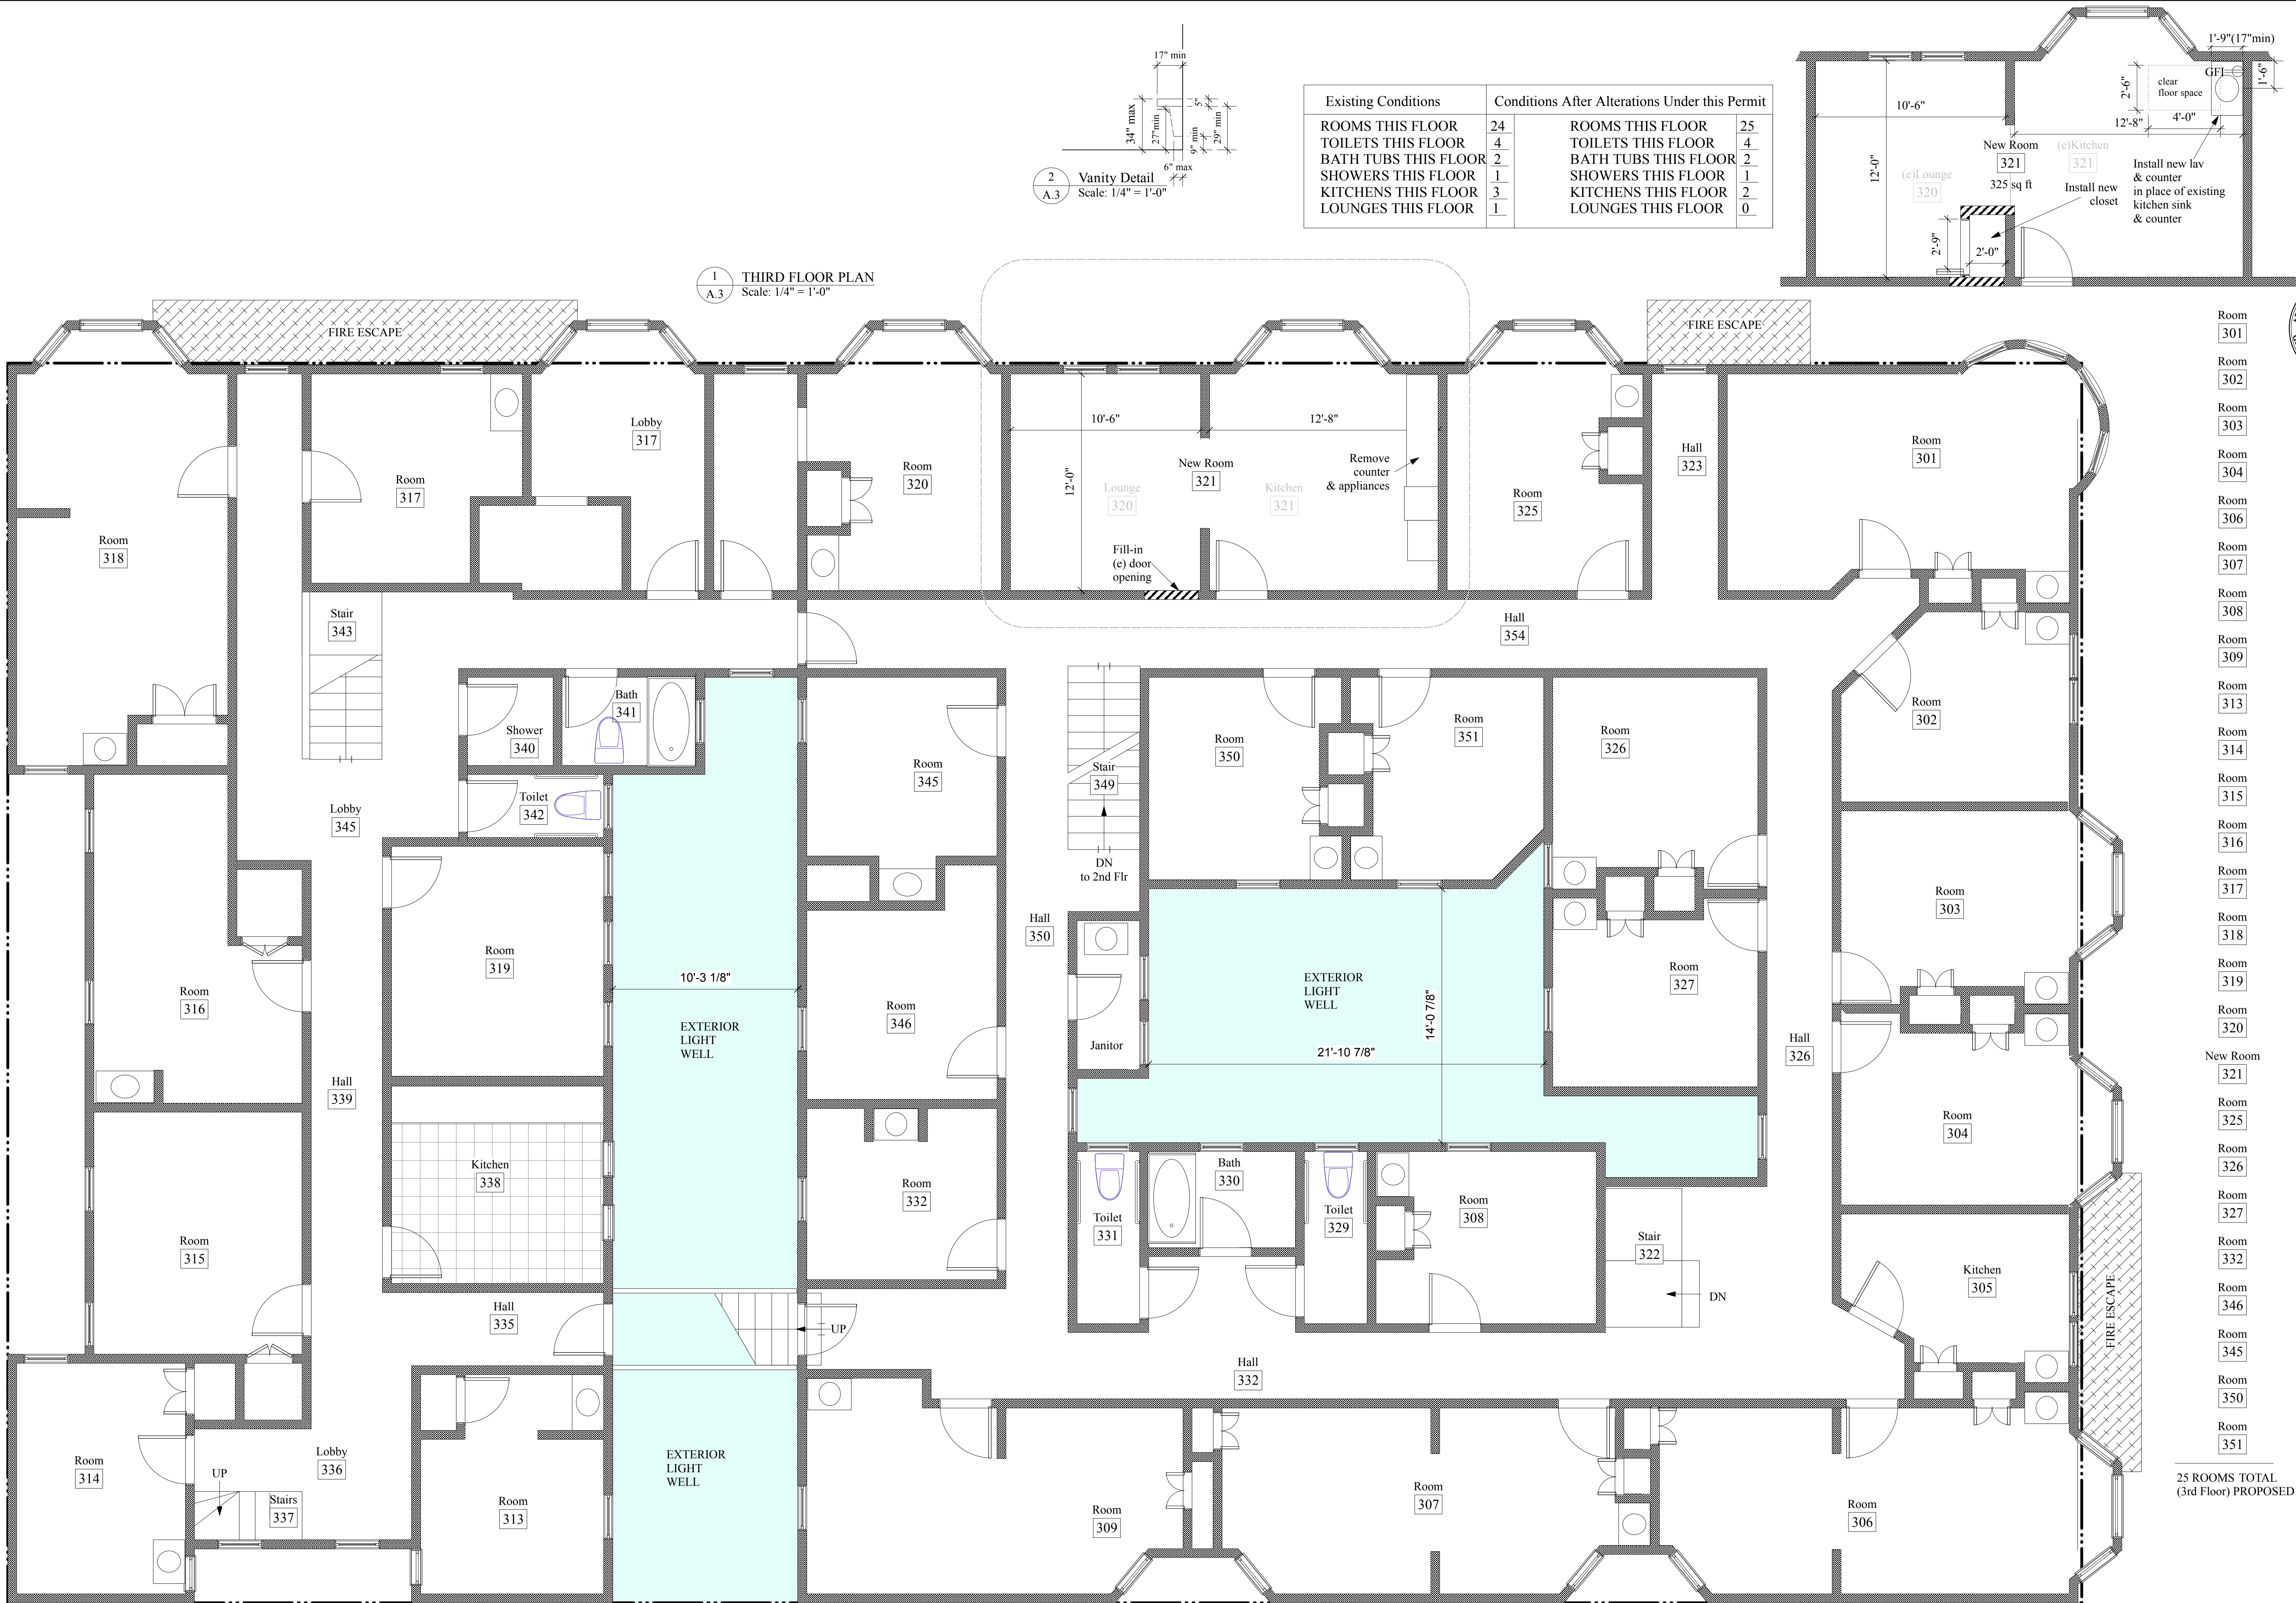 17" min
34" max
27"min
5"
9" min
29" min
6" max
2
A.3
Vanity Detail
Scale: 1/4" = 1'-0"
Existing Conditions
Conditions After Alterations Under this Permit
ROOMS THIS FLOOR 24 ROOMS THIS FLOOR 25
TOILETS THIS FLOOR 4 TOILETS THIS FLOOR 4
BATH TUBS THIS FLOOR 2 BATH TUBS THIS FLOOR 2
SHOWERS THIS FLOOR 1 SHOWERS THIS FLOOR 1
KITCHENS THIS FLOOR 3 KITCHENS THIS FLOOR 2
LOUNGES THIS FLOOR 1 LOUNGES THIS FLOOR 0
1'-9"(17"min)
GFI
1'-6"
2'-6"
clear
floor space
10'-6"
12'-8"
4'-0"
12'-0"
New Room
321
325 sq ft
(e)Kitchen
321
(e)Lounge
320
Install new
closet
Install new lav
& counter
in place of existing
kitchen sink
& counter
2'-9"
2'-0"
1
A.3
THIRD FLOOR PLAN
Scale: 1/4" = 1'-0"
FIRE ESCAPE
FIRE ESCAPE
Room
318
Room
317
Lobby
317
Room
320
10'-6"
12'-8"
12'-0"
New Room
321
Lounge
320
Kitchen
321
Remove
counter
& appliances
Fill-in
(e) door
opening
Room
325
Hall
323
Room
301
Stair
343
Hall
354
Shower
340
Bath
341
Toilet
342
Lobby
345
Room
345
Stair
349
DN
to 2nd Flr
Room
350
Room
351
Room
326
Room
302
Room
316
Room
319
10'-3 1/8"
EXTERIOR
LIGHT
WELL
Room
346
Hall
350
Janitor
EXTERIOR
LIGHT
WELL
14'-0 7/8"
21'-10 7/8"
Room
327
Hall
326
Room
303
Hall
339
Kitchen
338
Room
332
Toilet
331
Bath
330
Toilet
329
Room
308
Stair
322
DN
Room
304
Room
315
Hall
335
UP
Hall
332
Kitchen
305
FIRE ESCAPE
Room
314
UP
Lobby
336
Stairs
337
Room
313
EXTERIOR
LIGHT
WELL
Room
309
Room
307
Room
306
Room
301
Room
302
Room
303
Room
304
Room
306
Room
307
Room
308
Room
309
Room
313
Room
314
Room
315
Room
316
Room
317
Room
318
Room
319
Room
320
New Room
321
Room
325
Room
326
Room
327
Room
332
Room
346
Room
345
Room
350
Room
351
25 ROOMS TOTAL
(3rd Floor) PROPOSED